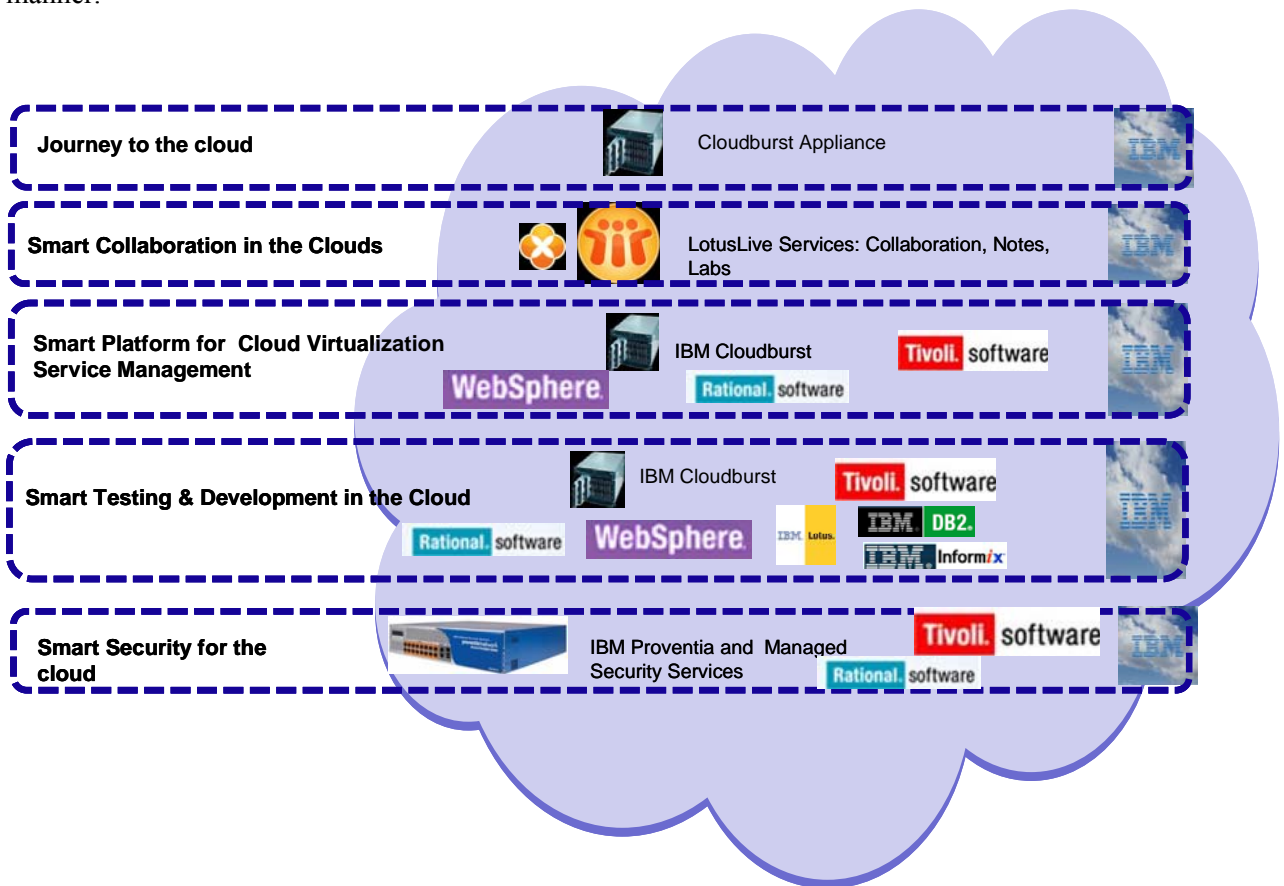 manner.
Journey to the cloud
Cloudburst Appliance
IBM
Smart Collaboration in the Clouds
LotusLive Services: Collaboration, Notes,
Labs
IBM
Smart Platform for Cloud Virtualization
Service Management
IBM Cloudburst
Tivoli. software
WebSphere.
Rational. software
IBM
Smart Testing & Development in the Cloud
IBM Cloudburst
Tivoli. software
Rational. software
WebSphere.
IBM. Lotus.
IBM. DB2.
IBM. Informix
IBM
Smart Security for the
cloud
IBM Proventia and Managed
Security Services
Tivoli. software
Rational. software
IBM